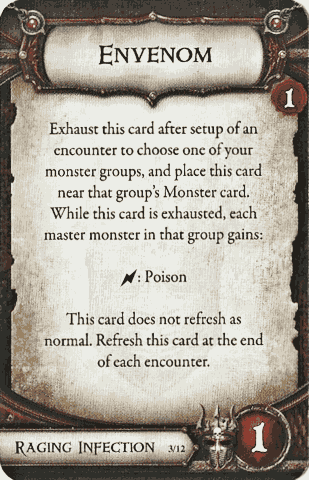 ENVENOM
1
Exhaust this card after setup of an
encounter to choose one of your
monster groups, and place this card
near that group's Monster card.
While this card is exhausted, each
master monster in that group gains:
: Poison
This card does not refresh as
normal. Refresh this card at the end
of each encounter.
RAGING INFECTION 3/12
1